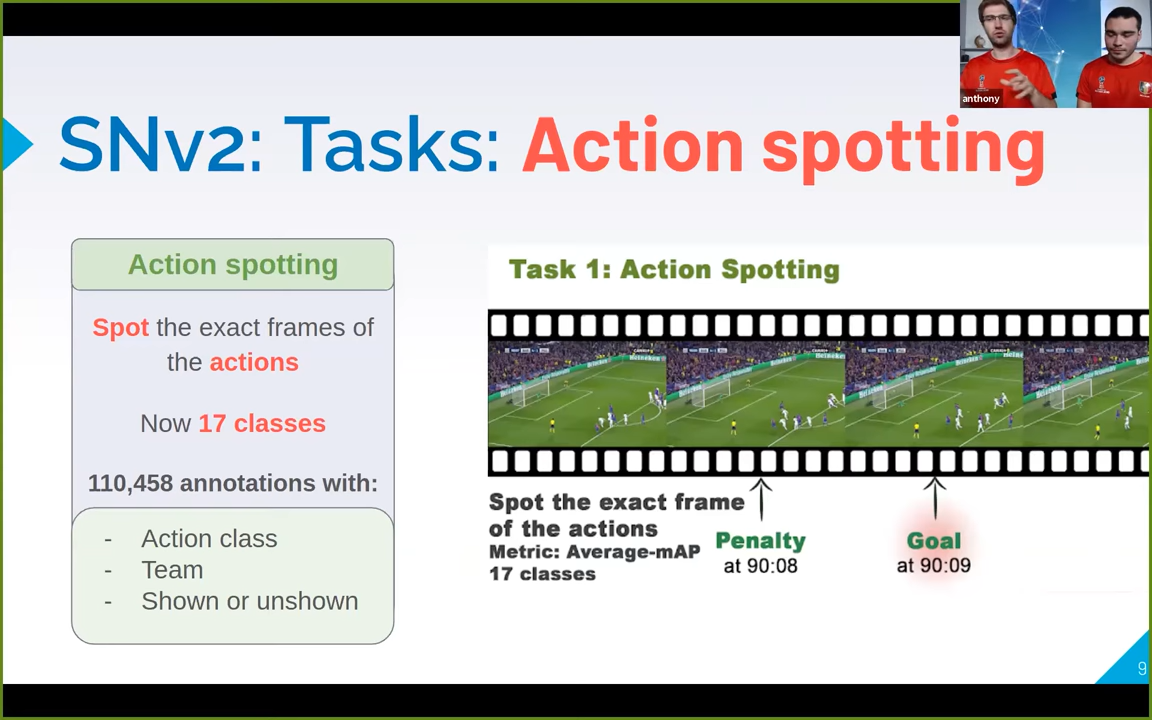 anthony
SNv2: Tasks: Action spotting
Action spotting
Spot the exact frames of
the actions
Now 17 classes
110,458 annotations with:
- Action class
- Team
- Shown or unshown
Task 1: Action Spotting
Heineken
Spot the exact frame
of the actions
Metric: Average-mAP
17 classes
Penalty
at 90:08
Goal
at 90:09
9